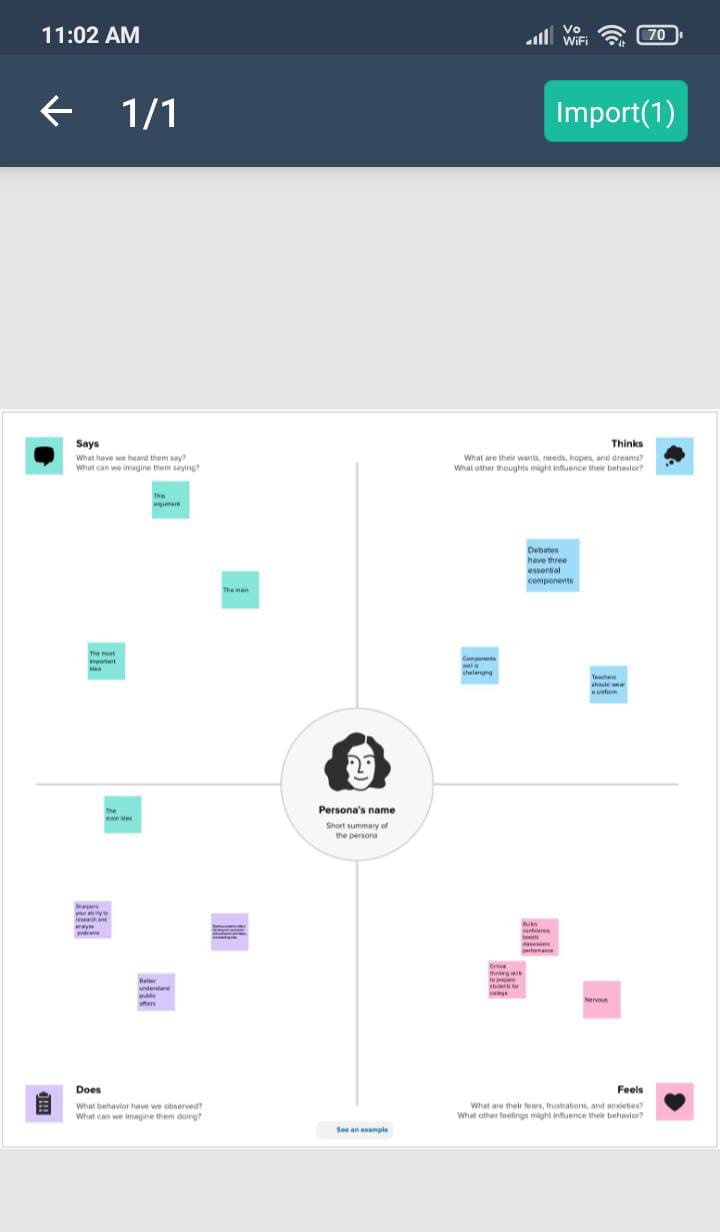 11:02 AM
Vo
WiFi
70
1/1
Import(1)
Says
What have we heard them say?
What can we imagine them saying?
Thinks
What are their wants, needs, hopes, and dreams?
What other thoughts might influence their behavior?
This
argument
The main
The most
important
idea
Debates
have three
essential
components
Components
well is
challenging
Teachers
should wear
a uniform
Persona's name
Short summary of
the persona
The
main idea
Sharpens
your ability to
research and
analyze
problems
Better
understand
public
affairs
Builds
confidence,
boosts
classrooms
performance
Critical
thinking skills
to prepare
students for
college
Nervous
Does
What behavior have we observed?
What can we imagine them doing?
Feels
What are their fears, frustrations, and anxieties?
What other feelings might influence their behavior?
See an example